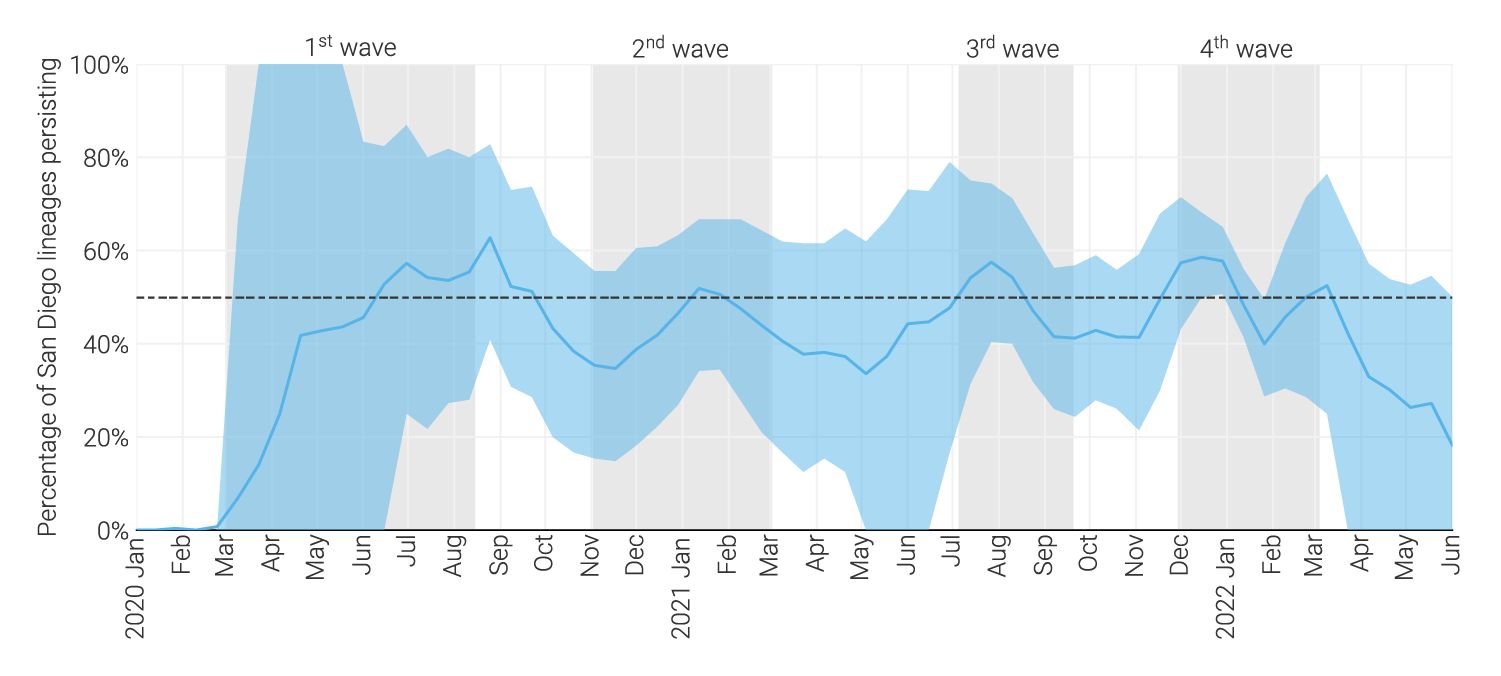 1st wave
2nd wave
3rd wave
4th wave
Percentage of San Diego lineages persisting
100%
80%
60%
40%
20%
0%
2020 Jan
Feb
Mar
Apr
May
Jun
Jul
Aug
Sep
Oct
Nov
Dec
2021 Jan
Feb
Mar
Apr
May
Jun
Jul
Aug
Sep
Oct
Nov
Dec
2022 Jan
Feb
Mar
Apr
May
Jun